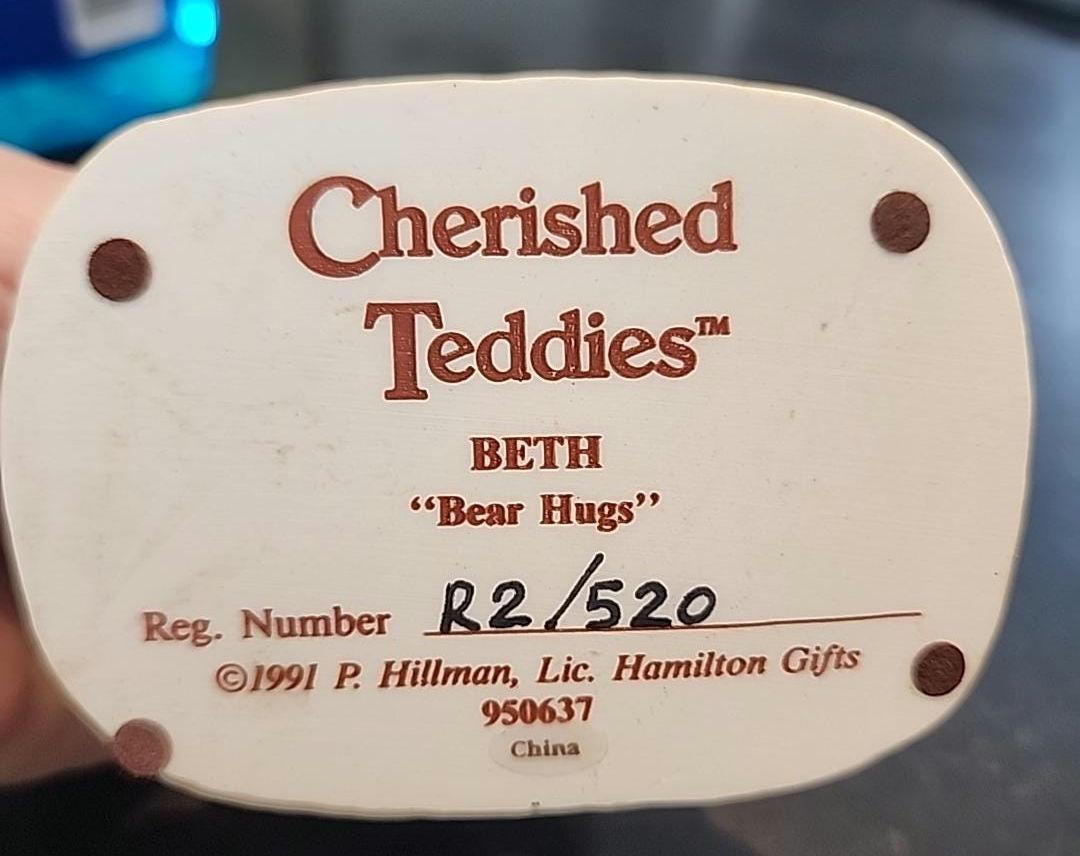 Cherished
Teddies™
BETH
“Bear Hugs”
Reg. Number R2/520
©1991 P. Hillman, Lic. Hamilton Gifts
950637
China